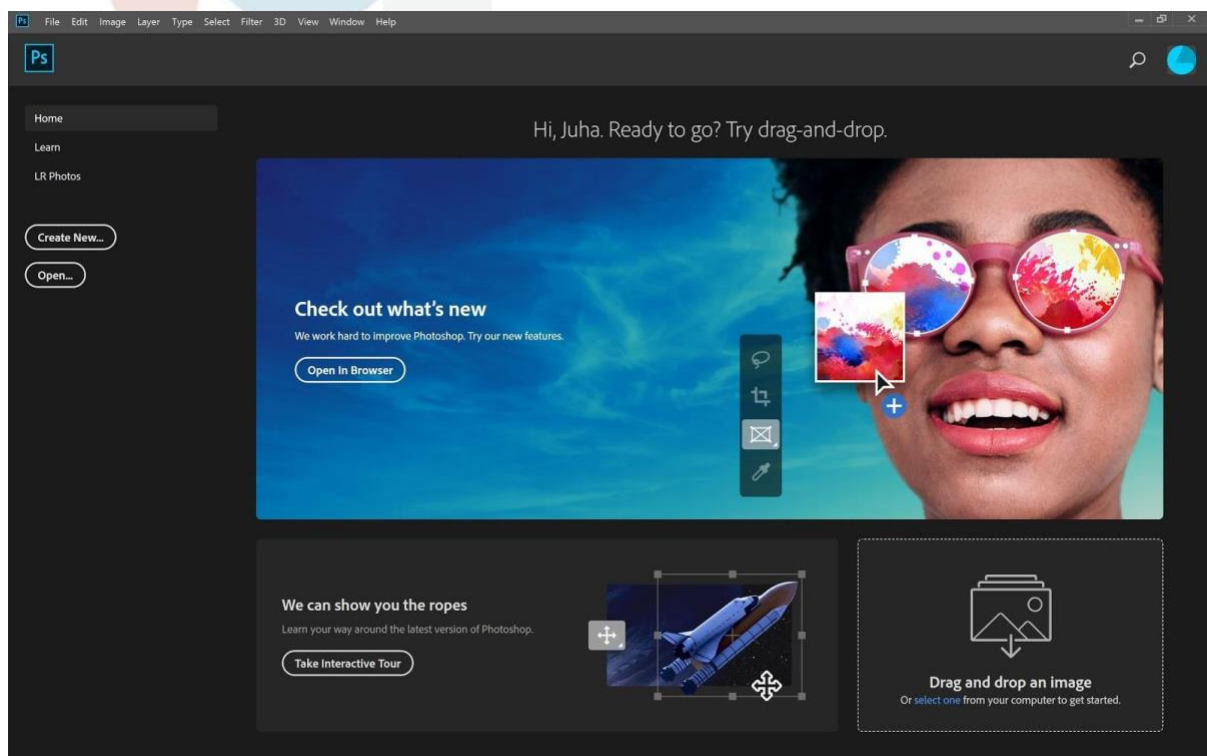 Ps File Edit Image Layer Type Select Filter 3D View Window Help
Ps
Home
Learn
LR Photos
Create New...
Open...
Hi, Juha. Ready to go? Try drag-and-drop.
Check out what's new
We work hard to improve Photoshop. Try our new features.
Open In Browser
We can show you the ropes
Learn your way around the latest version of Photoshop.
Take Interactive Tour
Drag and drop an image
Or select one from your computer to get started.